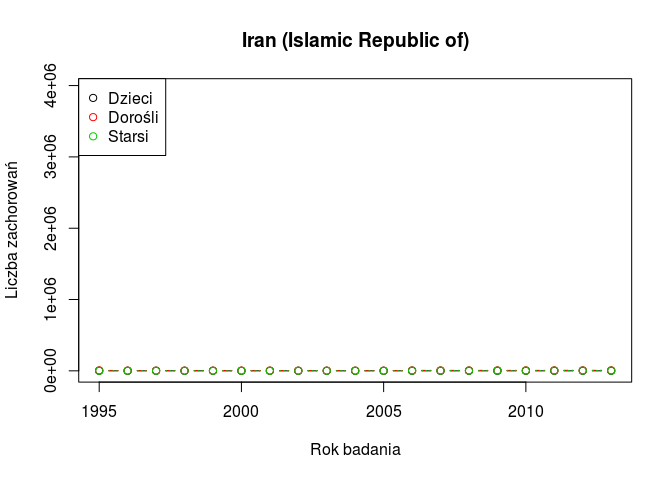 Iran (Islamic Republic of)
Dzieci
Dorośli
Starsi
Liczba zachorowań
4e+06
3e+06
2e+06
1e+06
0e+00
1995 2000 2005 2010
Rok badania